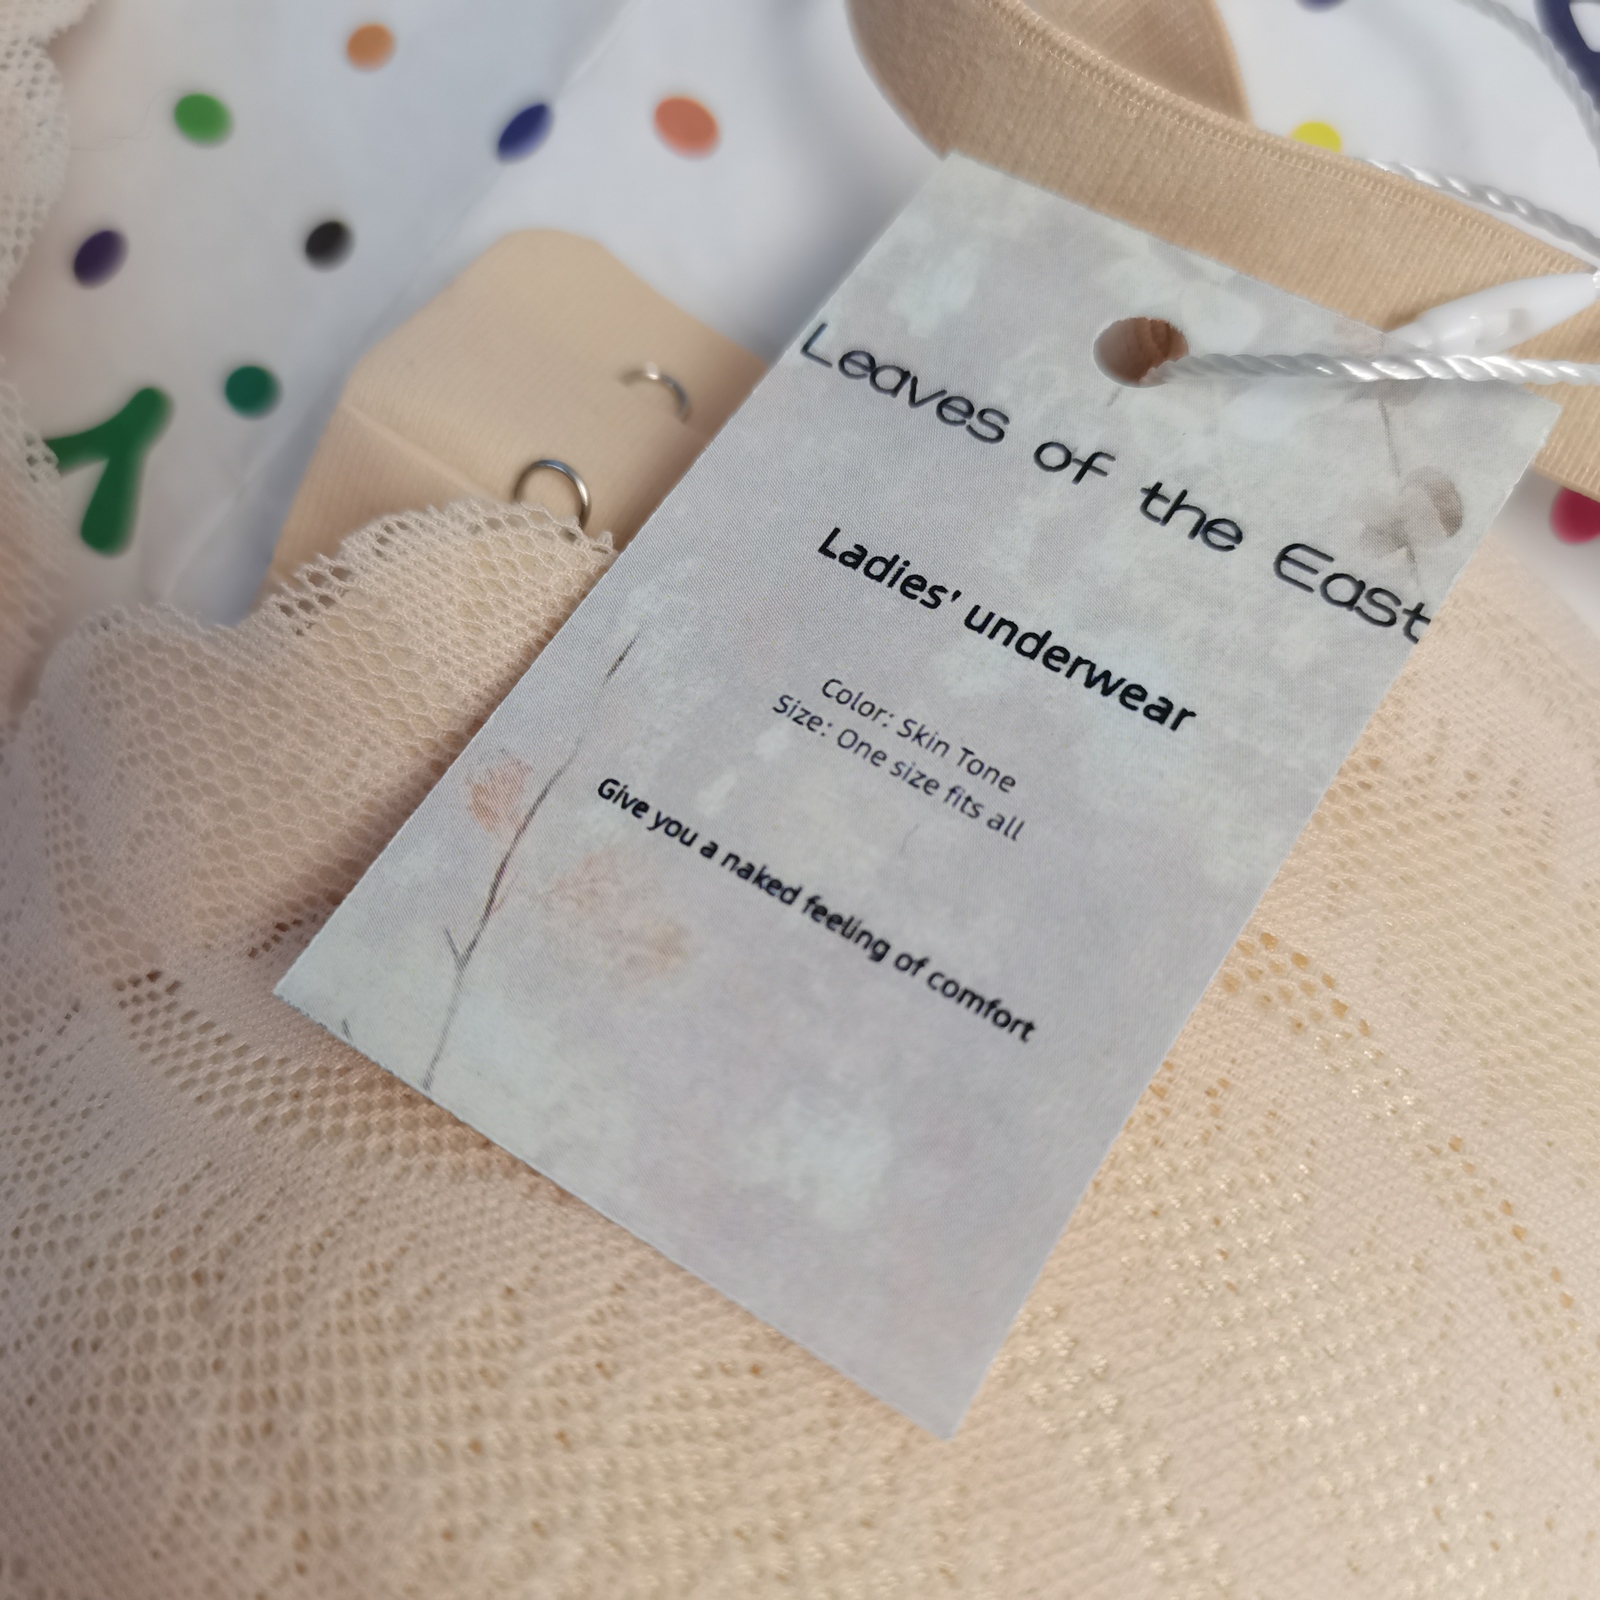 Leaves of the East
Ladies' underwear
Color: Skin Tone
Size: One size fits all
Give you a naked feeling of comfort